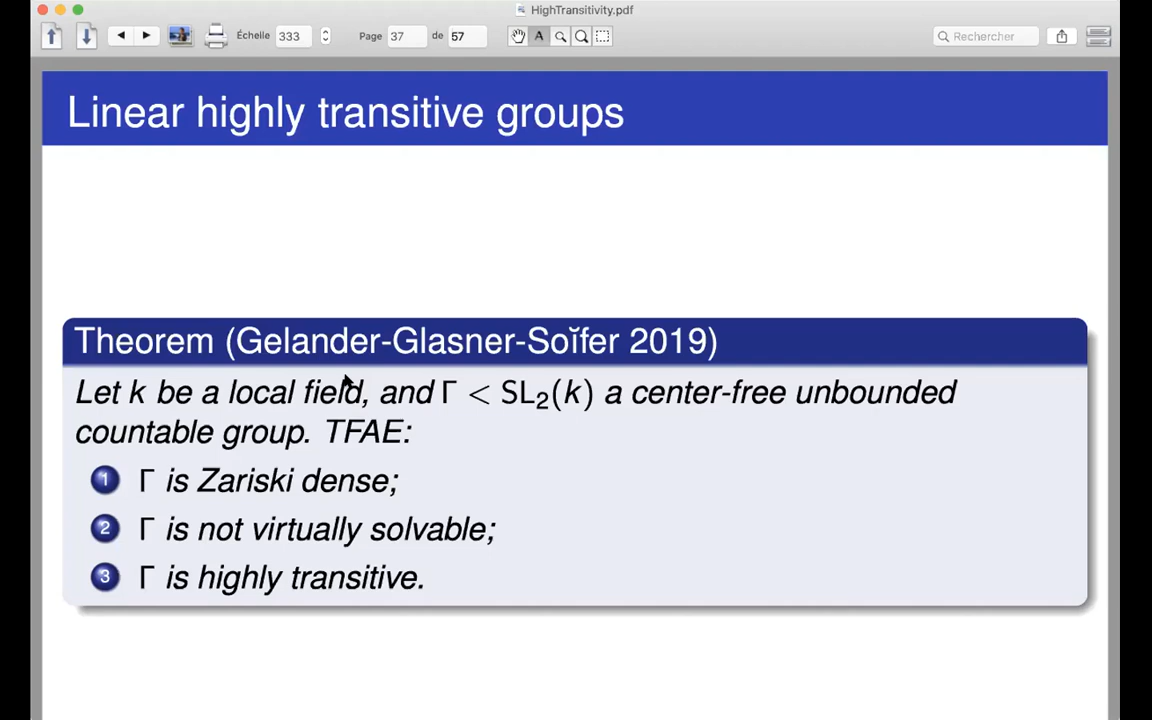 HighTransitivity.pdf
Échelle 333 Page 37 de 57 A Rechercher
Linear highly transitive groups
Theorem (Gelander-Glasner-Soĭfer 2019)
Let k be a local field, and Γ < SL₂(k) a center-free unbounded
countable group. TFAE:
1 Γ is Zariski dense;
2 Γ is not virtually solvable;
3 Γ is highly transitive.